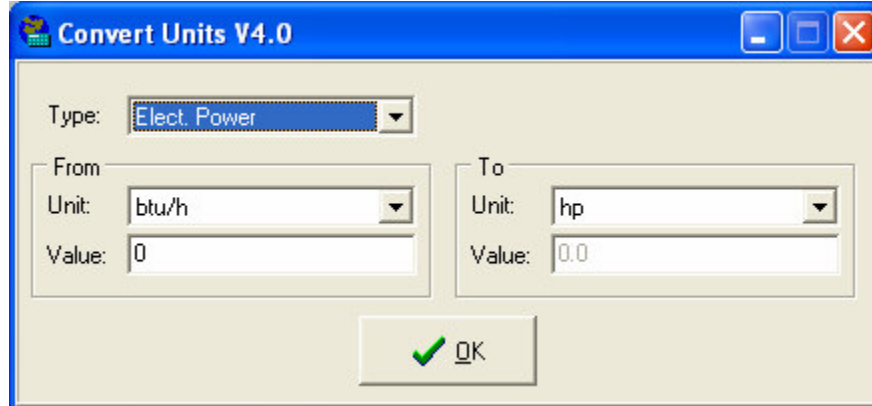 Convert Units V4.0
Type: Elect. Power
From
Unit: btu/h
Value: 0
To
Unit: hp
Value: 0.0
OK